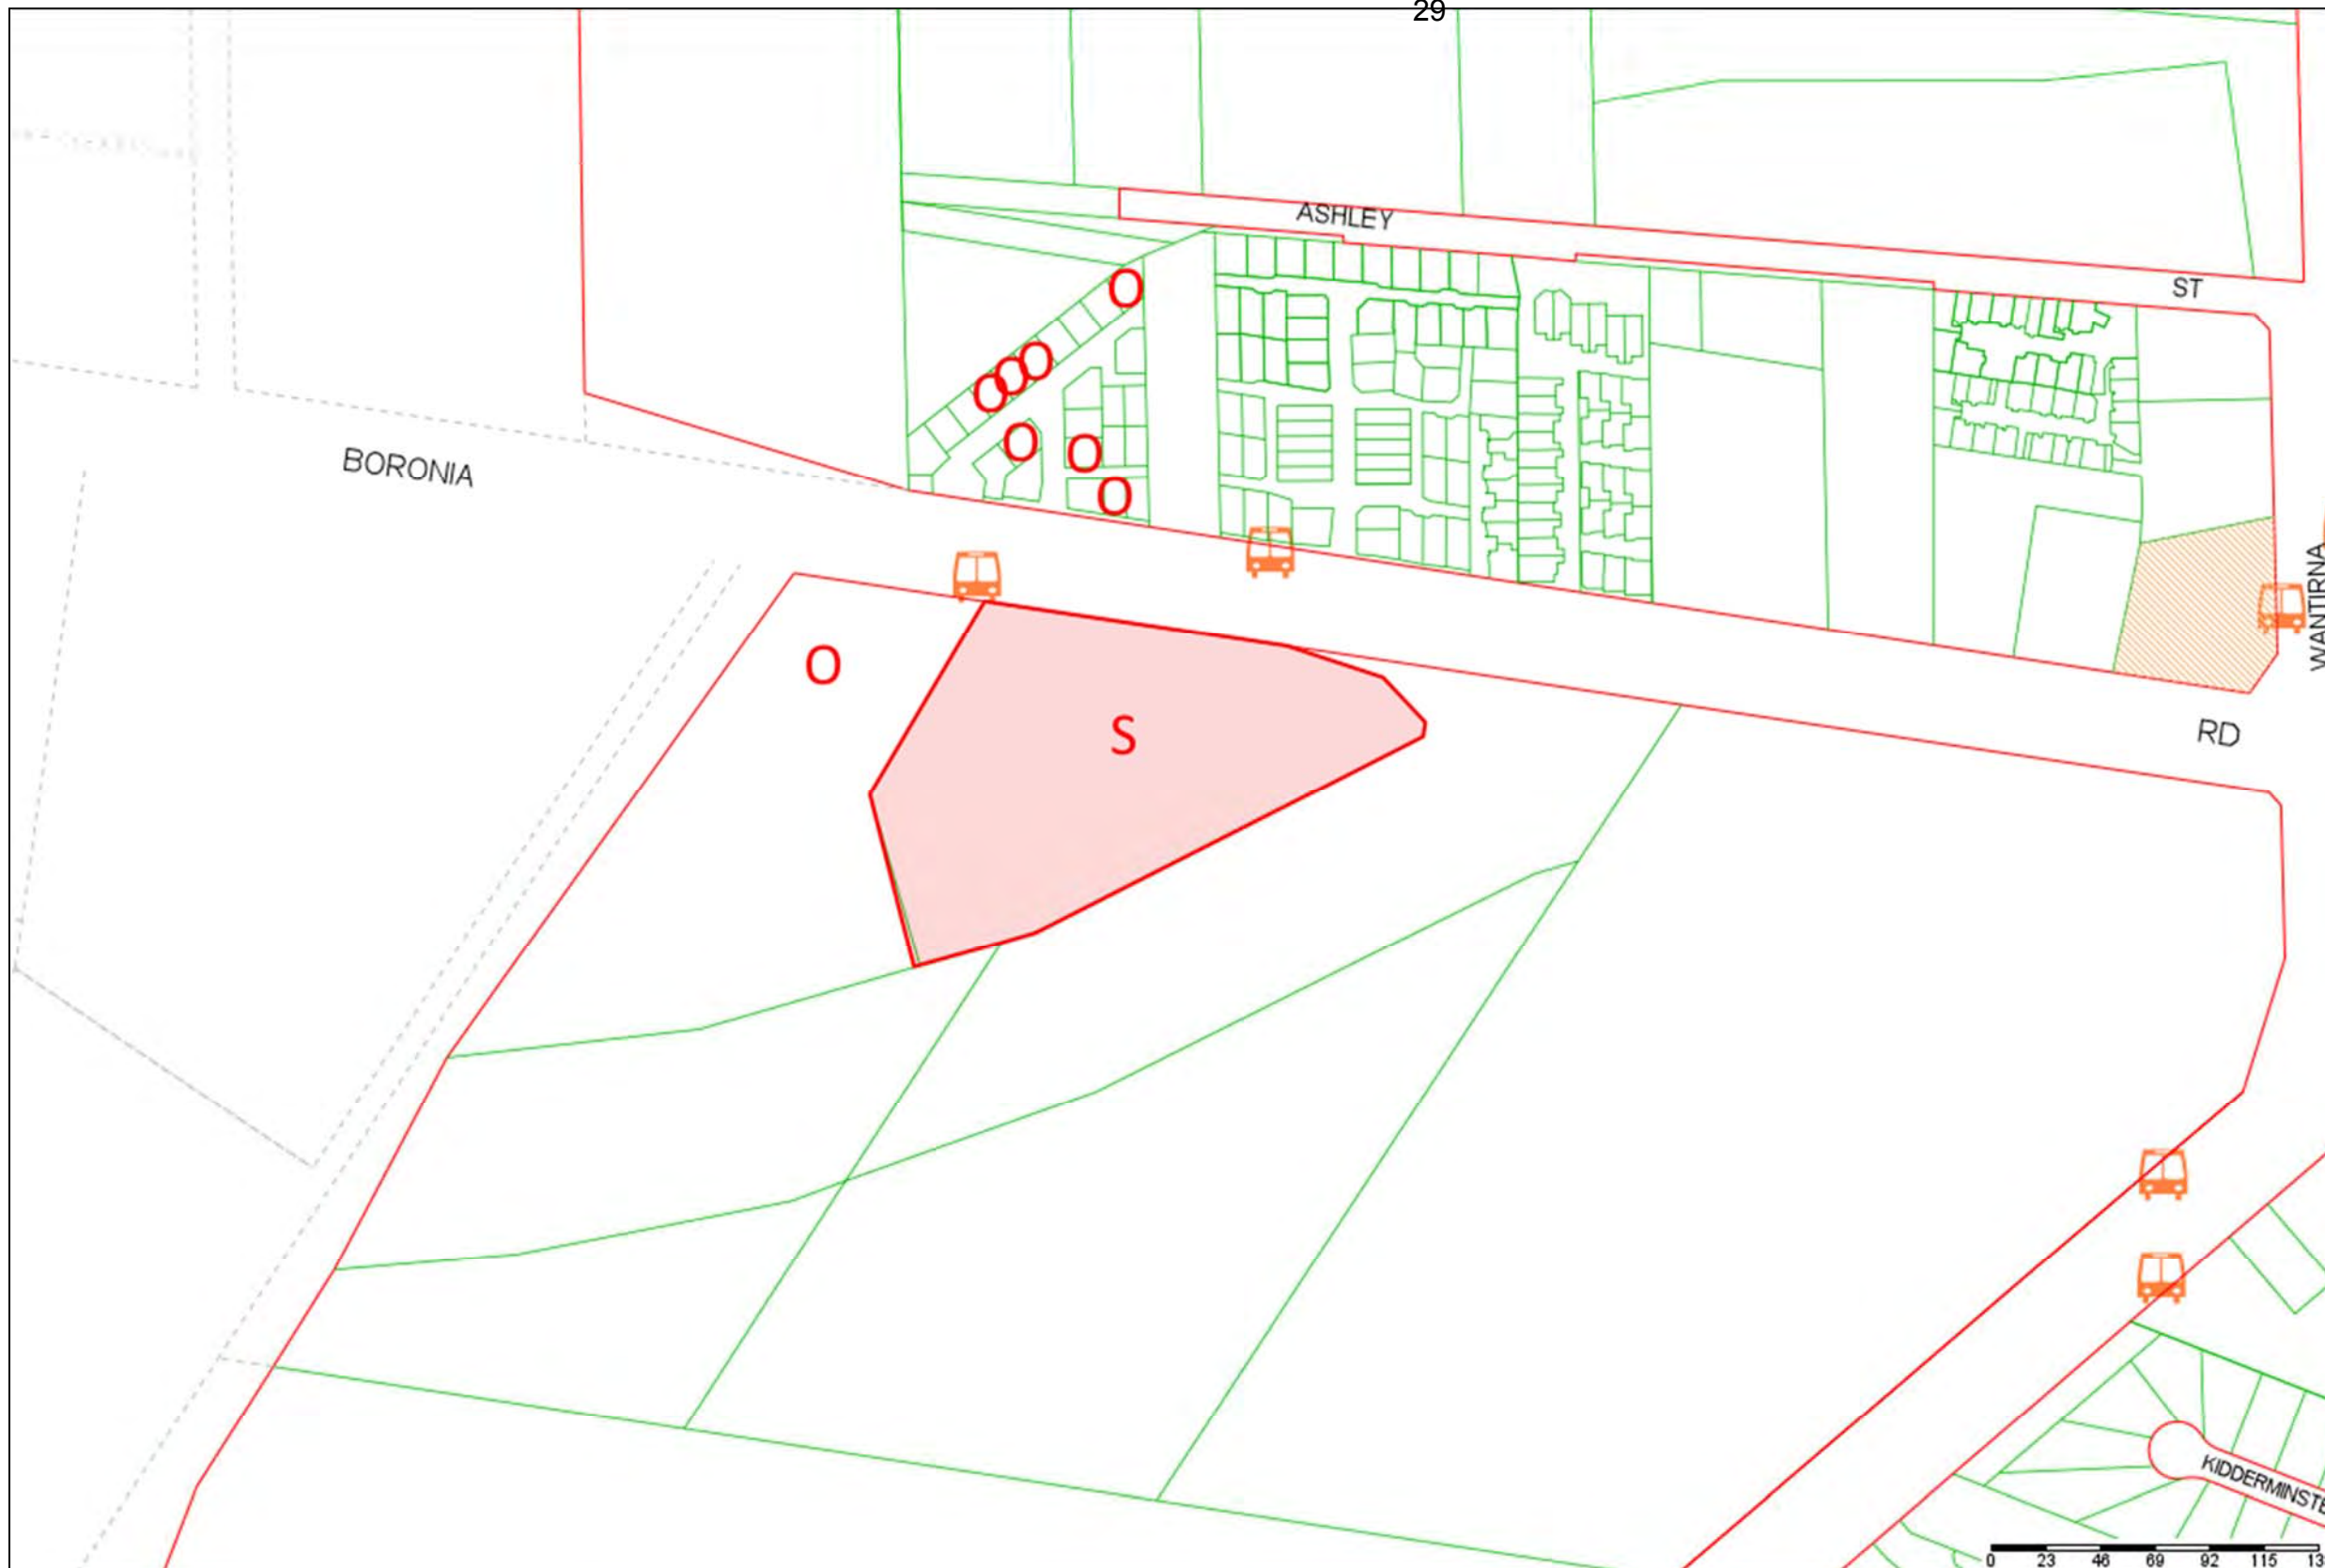 29
ASHLEY
ST
O
O
O
O
BORONIA
O
O
O
WANTIRNA
O
S
RD
KIDDERMINSTE
0 23 46 69 92 115 13